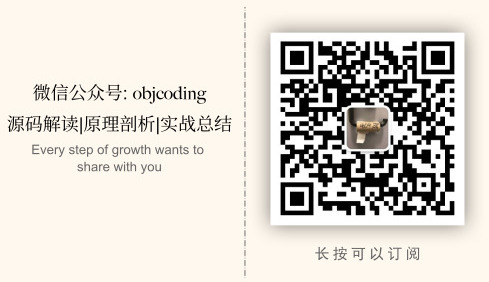 微信公众号: objcoding
源码解读|原理剖析|实战总结
Every step of growth wants to
share with you
长按可以订阅